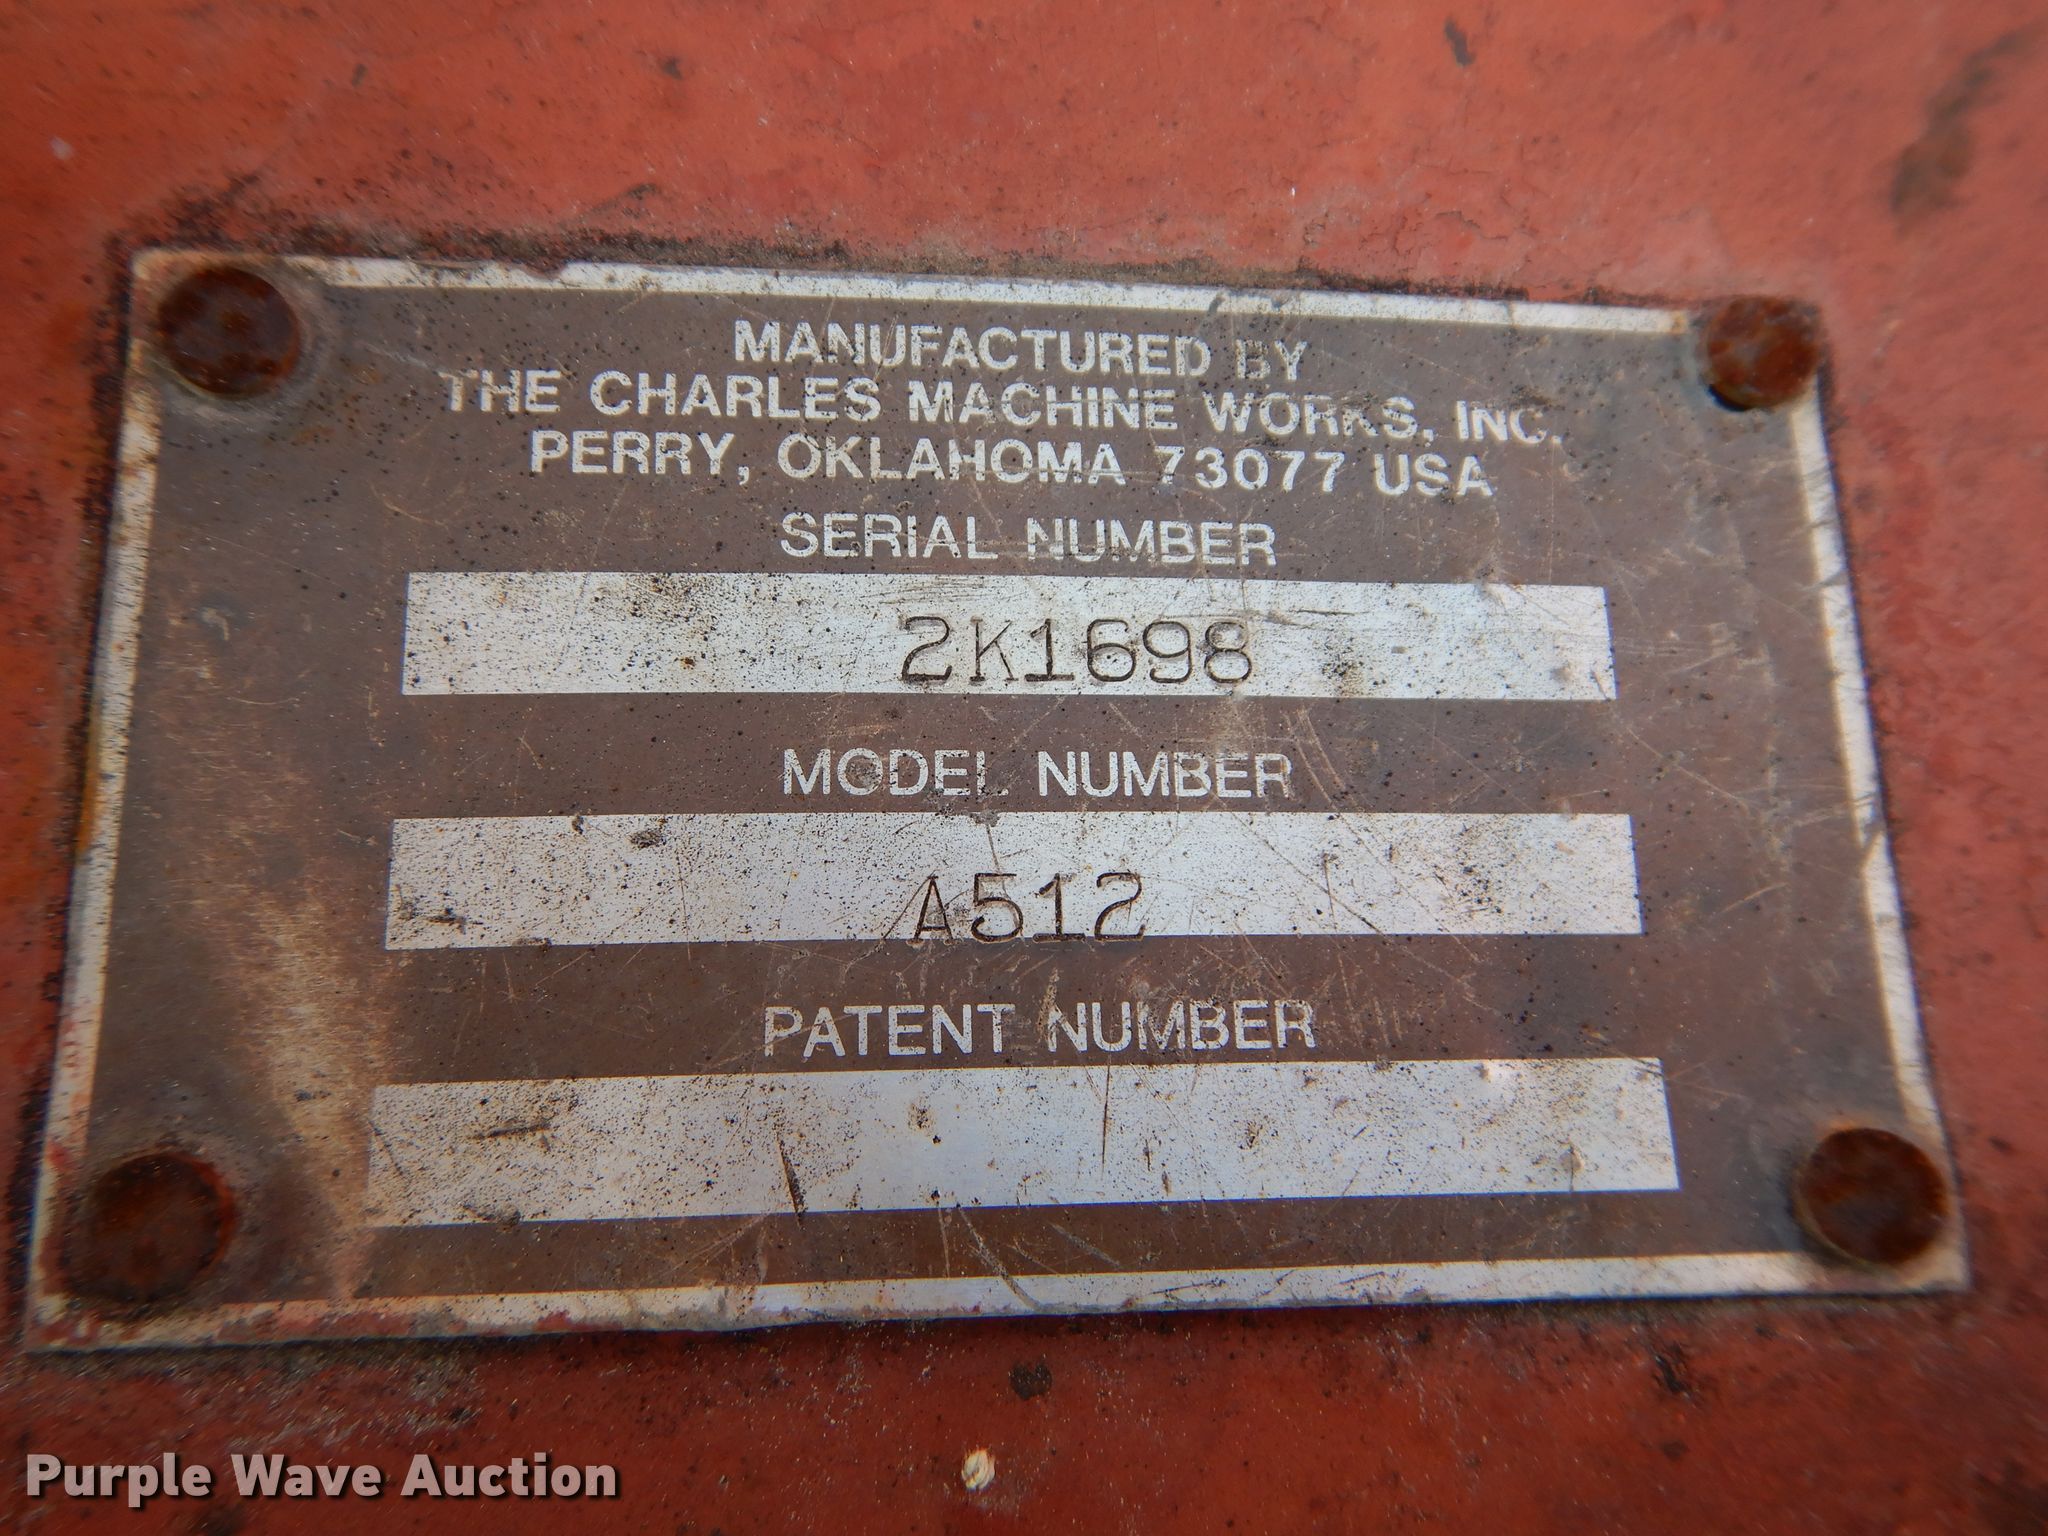 MANUFACTURED BY
THE CHARLES MACHINE WORKS, INC.
PERRY, OKLAHOMA 73077 USA
SERIAL NUMBER
2K1698
MODEL NUMBER
A512
PATENT NUMBER
Purple Wave Auction